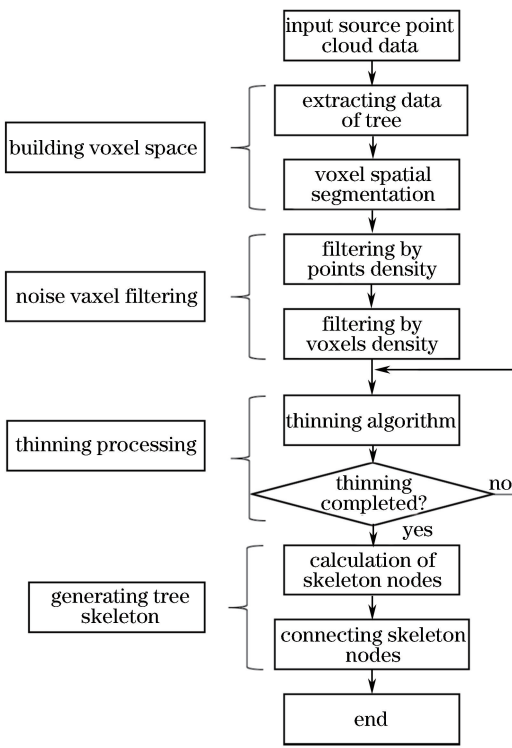 input source point
cloud data
extracting data
of tree
building voxel space
voxel spatial
segmentation
filtering by
points density
noise vaxel filtering
filtering by
voxels density
thinning algorithm
thinning processing
thinning
completed?
no
yes
calculation of
skeleton nodes
generating tree
skeleton
connecting skeleton
nodes
end